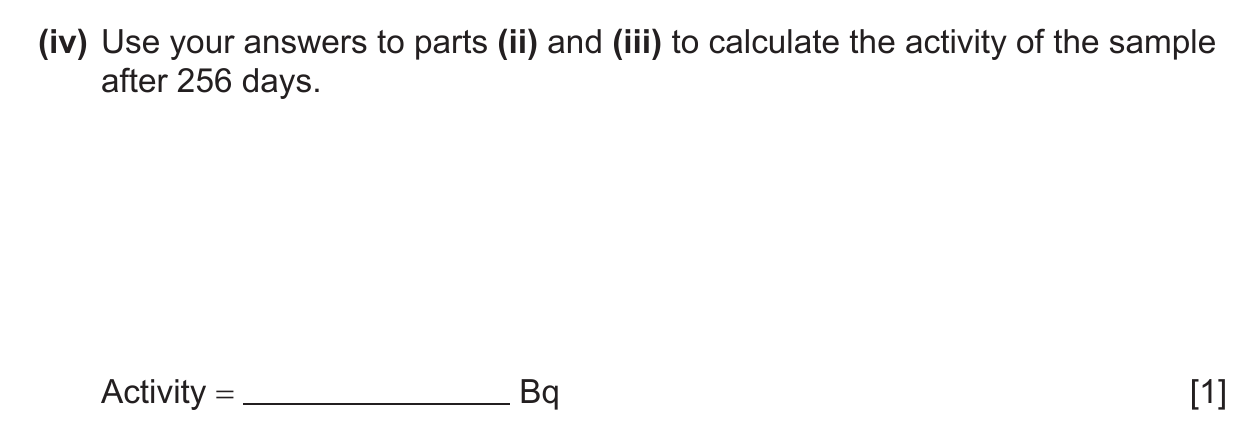 (iv) Use your answers to parts (ii) and (iii) to calculate the activity of the sample
after 256 days.
Activity = ______________ Bq [1]